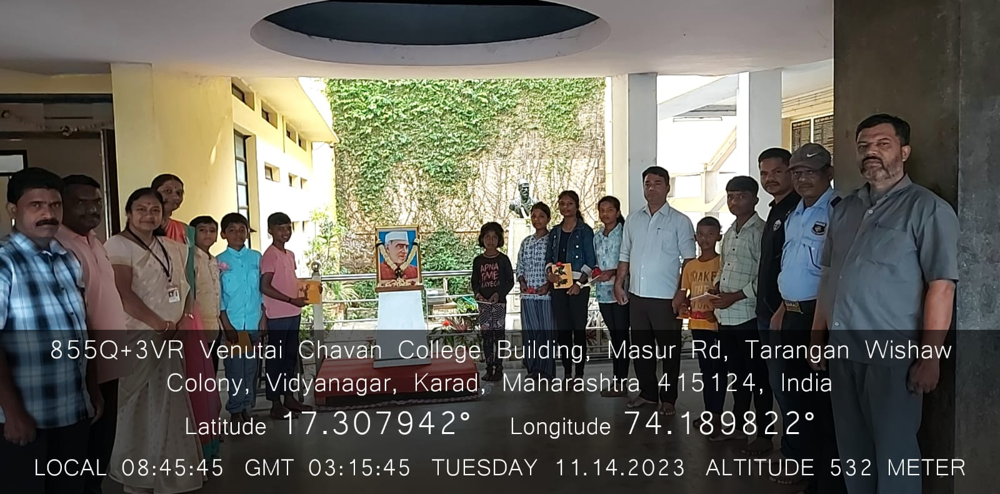 APNA
TIME
AAYEGA
MAKE
THE
855Q+3VR Venutai Chavan College Building, Masur Rd, Tarangan Wishaw
Colony, Vidyanagar, Karad, Maharashtra 415124, India
Latitude 17.307942° Longitude 74.189822°
LOCAL 08:45:45 GMT 03:15:45 TUESDAY 11.14.2023 ALTITUDE 532 METER